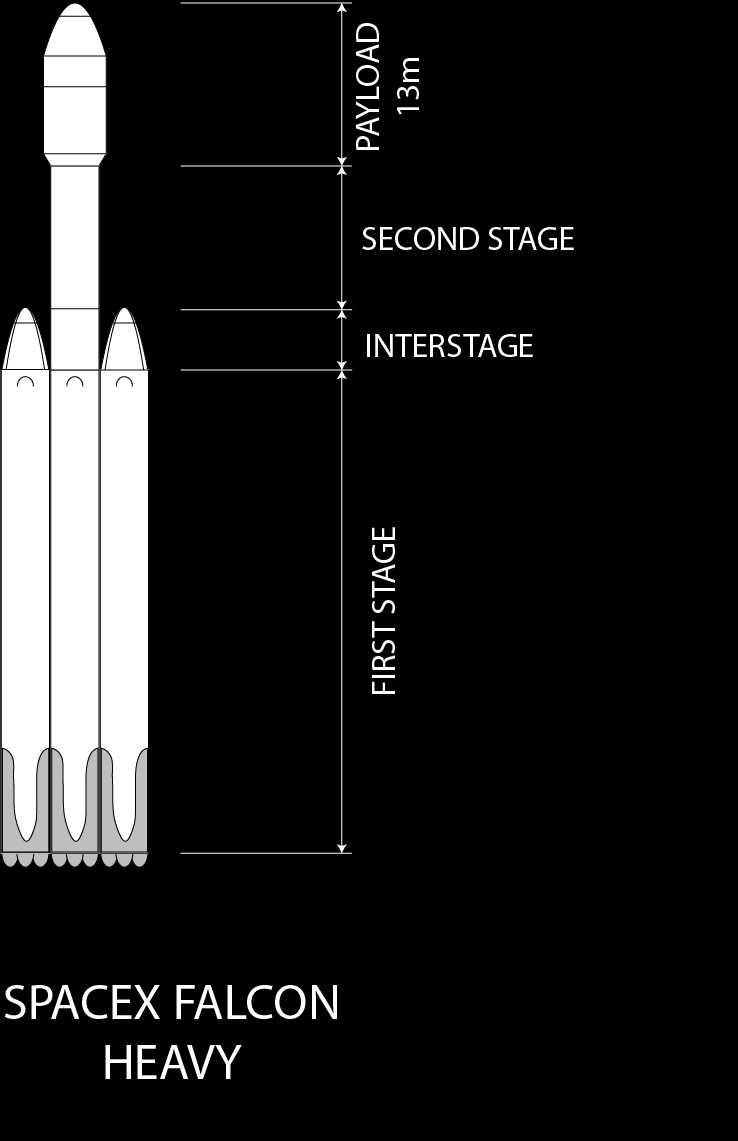 PAYLOAD
13m
SECOND STAGE
INTERSTAGE
FIRST STAGE
SPACEX FALCON
HEAVY